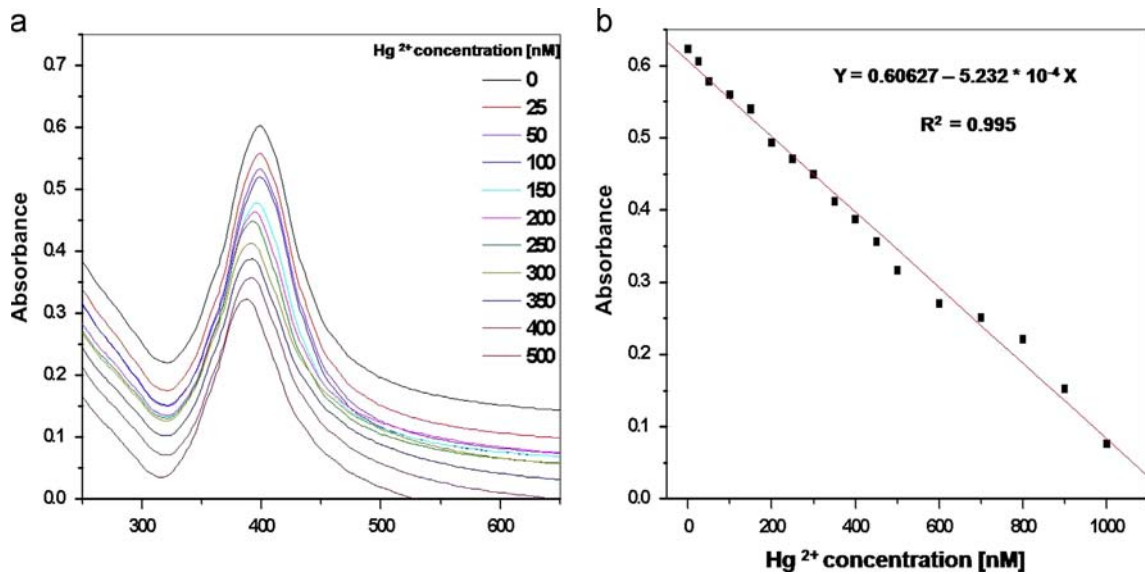 a
Hg 2+ concentration [nM]
0
25
50
100
150
200
250
300
350
400
500
Absorbance
0.7
0.6
0.5
0.4
0.3
0.2
0.1
0.0
300 400 500 600
b
Y = 0.60627 – 5.232 * 10-4 X
R2 = 0.995
Absorbance
0.6
0.5
0.4
0.3
0.2
0.1
0.0
0 200 400 600 800 1000
Hg 2+ concentration [nM]